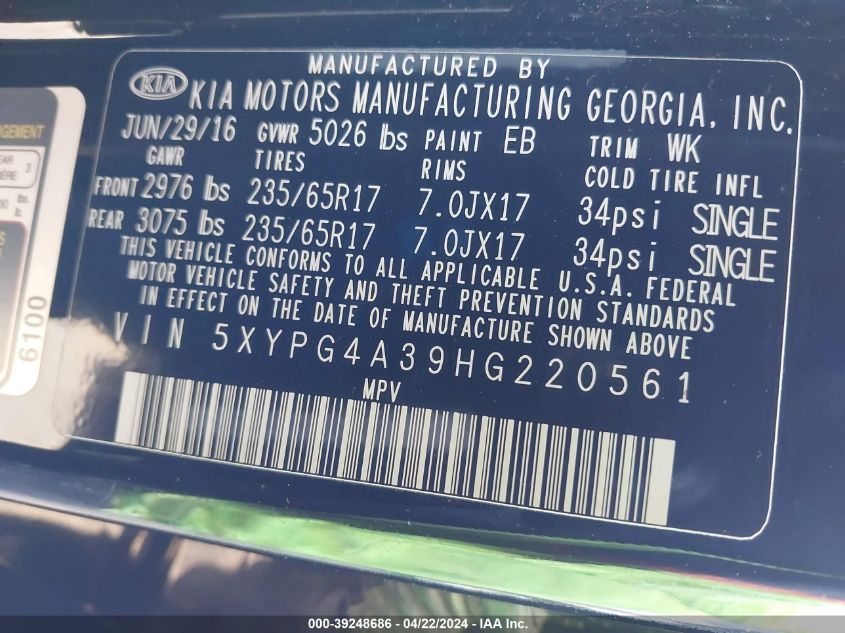 MANUFACTURED BY
KIA KIA MOTORS MANUFACTURING GEORGIA, INC.
JUN/29/16 GVWR 5026 lbs PAINT EB TRIM WK
GAWR TIRES RIMS COLD TIRE INFL
FRONT 2976 lbs 235/65R17 7.0JX17 34psi SINGLE
REAR 3075 lbs 235/65R17 7.0JX17 34psi SINGLE
THIS VEHICLE CONFORMS TO ALL APPLICABLE U.S.A. FEDERAL
MOTOR VEHICLE SAFETY AND THEFT PREVENTION STANDARDS
IN EFFECT ON THE DATE OF MANUFACTURE SHOWN ABOVE
VIN 5XYPG4A39HG220561
MPV
6100
000-39248686 - 04/22/2024 - IAA Inc.